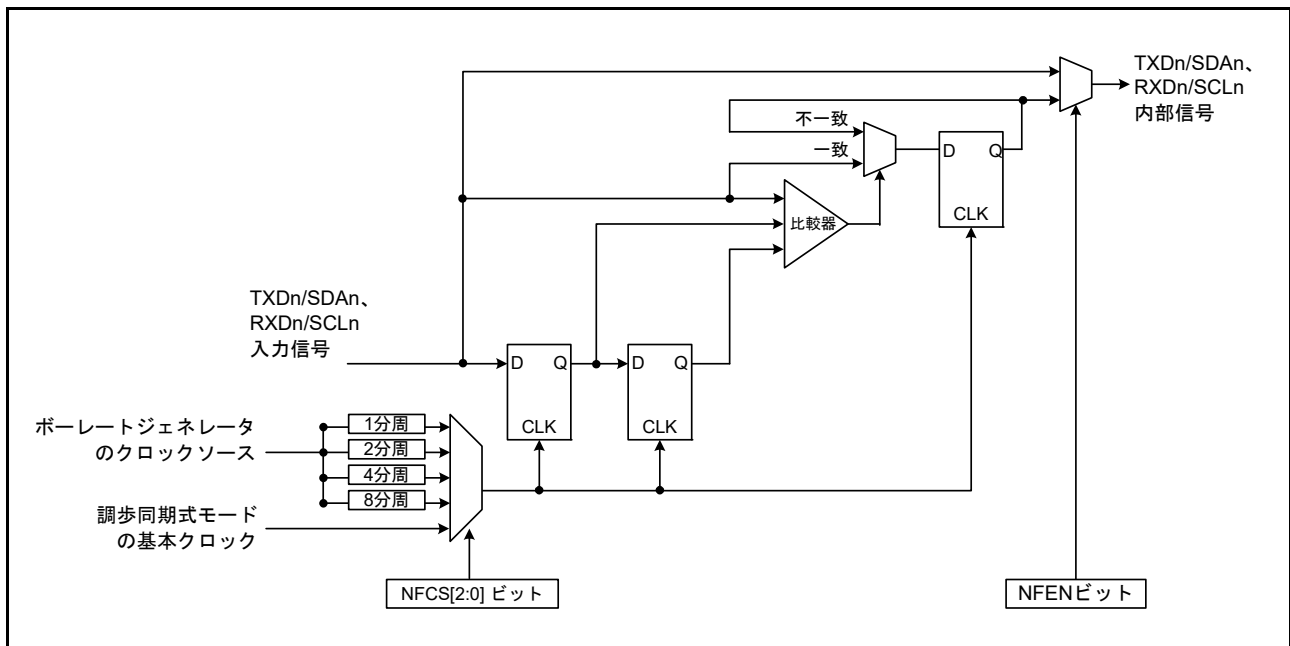 TXDn/SDAn、
RXDn/SCLn
内部信号
不一致
一致
D
Q
CLK
比較器
TXDn/SDAn、
RXDn/SCLn
入力信号
D
Q
CLK
D
Q
CLK
ボーレートジェネレータ
のクロックソース
1分周
2分周
4分周
8分周
調歩同期式モード
の基本クロック
NFCS[2:0] ビット
NFENビット